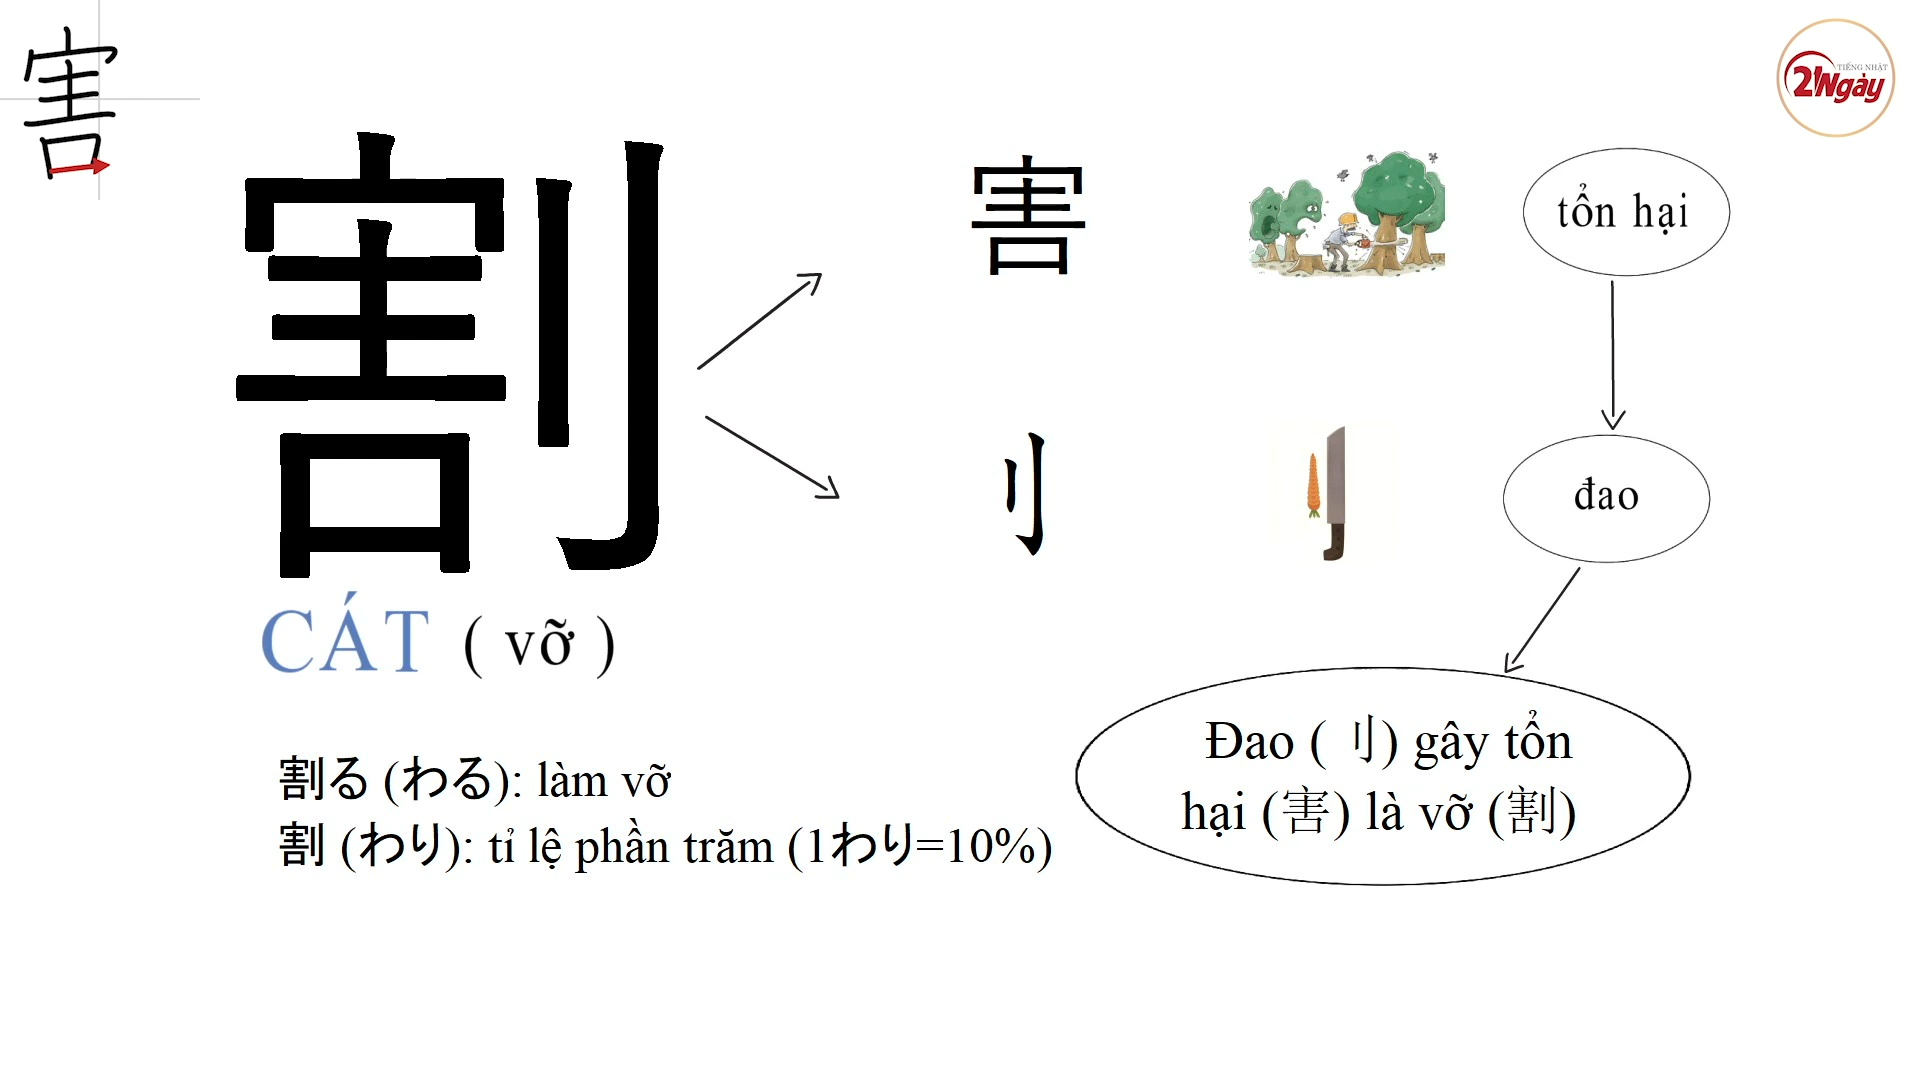 害
TIẾNG NHẬT
21Ngày
割
害
tổn hại
刂
đao
CÁT ( vỡ )
Đao (刂) gây tổn
hại (害) là vỡ (割)
割る (わる): làm vỡ
割 (わり): tỉ lệ phần trăm (1わり=10%)